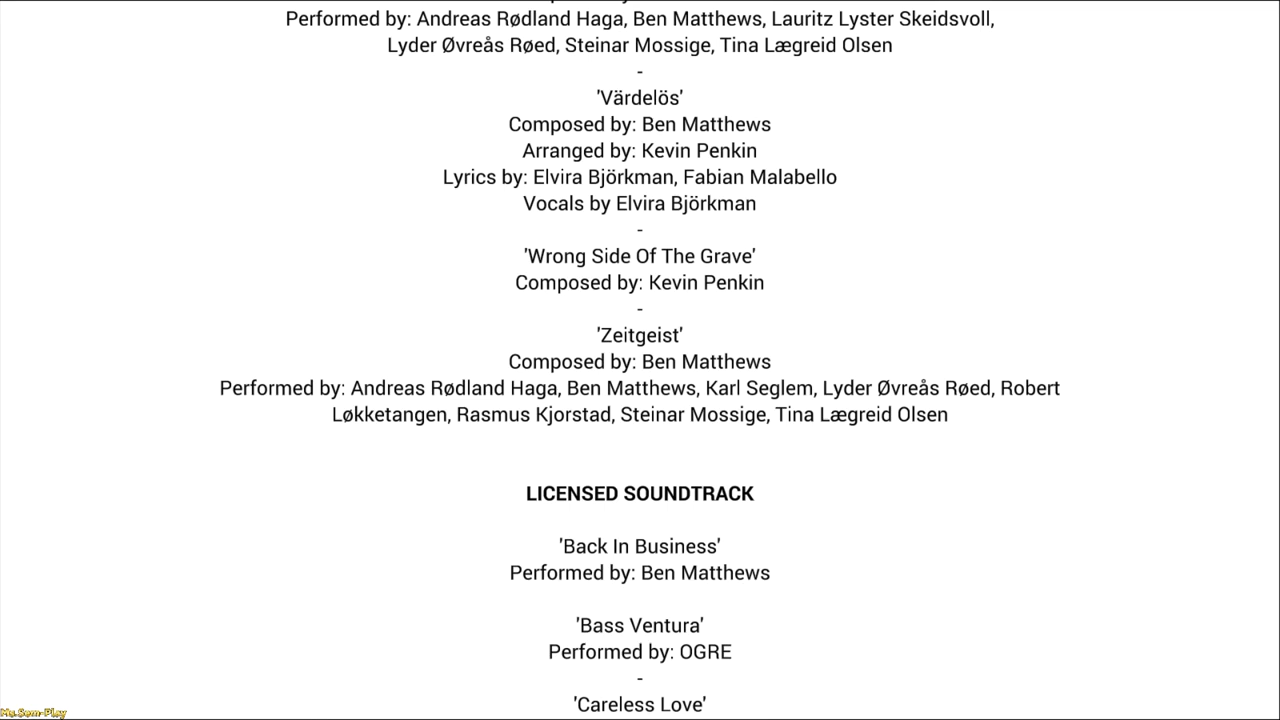 Performed by: Andreas Rødland Haga, Ben Matthews, Lauritz Lyster Skeidsvoll,
Lyder Øvreås Røed, Steinar Mossige, Tina Lægreid Olsen
-
'Värdelös'
Composed by: Ben Matthews
Arranged by: Kevin Penkin
Lyrics by: Elvira Björkman, Fabian Malabello
Vocals by Elvira Björkman
-
'Wrong Side Of The Grave'
Composed by: Kevin Penkin
-
'Zeitgeist'
Composed by: Ben Matthews
Performed by: Andreas Rødland Haga, Ben Matthews, Karl Seglem, Lyder Øvreås Røed, Robert
Løkketangen, Rasmus Kjorstad, Steinar Mossige, Tina Lægreid Olsen
LICENSED SOUNDTRACK
'Back In Business'
Performed by: Ben Matthews
'Bass Ventura'
Performed by: OGRE
-
'Careless Love'
Ms.Sam-Play